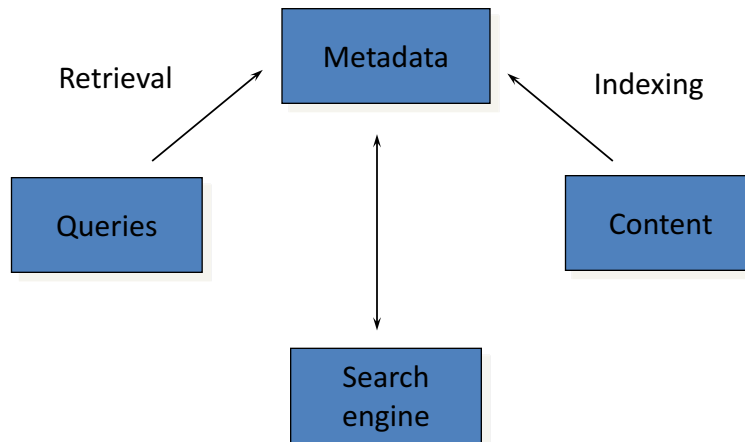 Metadata
Retrieval
Indexing
Queries
Content
Search
engine